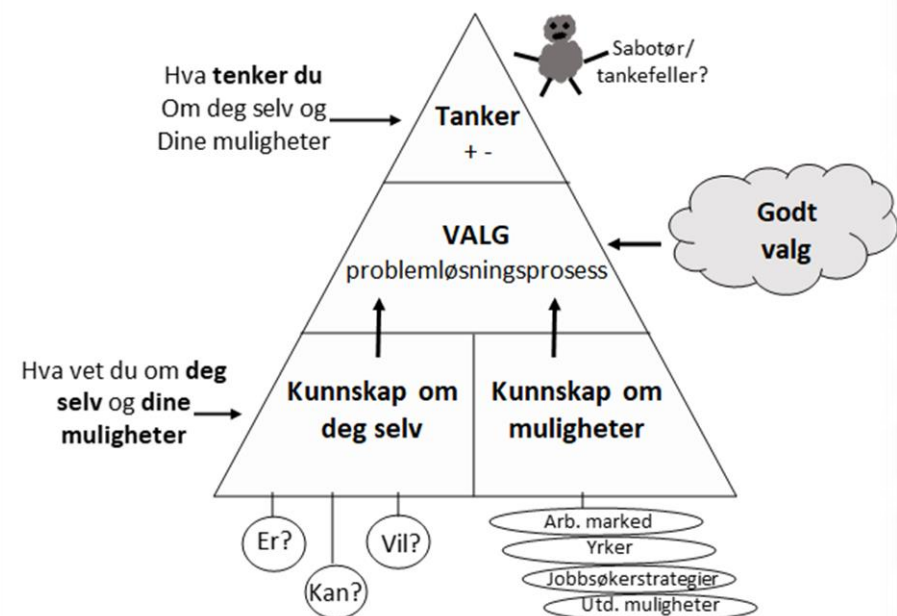 Sabotør/
tankefeller?
Hva tenker du
Om deg selv og
Dine muligheter
Tanker
+ -
Godt
valg
VALG
problemløsningsprosess
Hva vet du om deg
selv og dine
muligheter
Kunnskap om
deg selv
Kunnskap om
muligheter
Er?
Kan?
Vil?
Arb. marked
Yrker
Jobbsøkerstrategier
Utd. muligheter